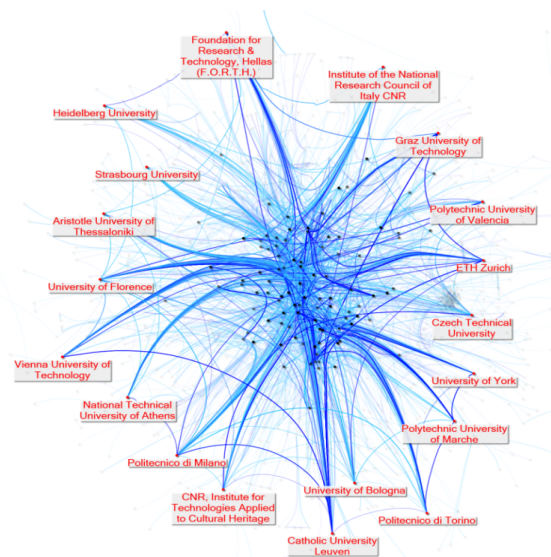 Foundation for
Research &
Technology, Hellas
(F.O.R.T.H.)
Institute of the National
Research Council of
Italy CNR
Heidelberg University
Graz University of
Technology
Strasbourg University
Polytechnic University
of Valencia
Aristotle University of
Thessaloniki
ETH Zurich
University of Florence
Czech Technical
University
Vienna University of
Technology
University of York
National Technical
University of Athens
Polytechnic University
of Marche
Politecnico di Milano
CNR, Institute for
Technologies Applied
to Cultural Heritage
University of Bologna
Politecnico di Torino
Catholic University
Leuven